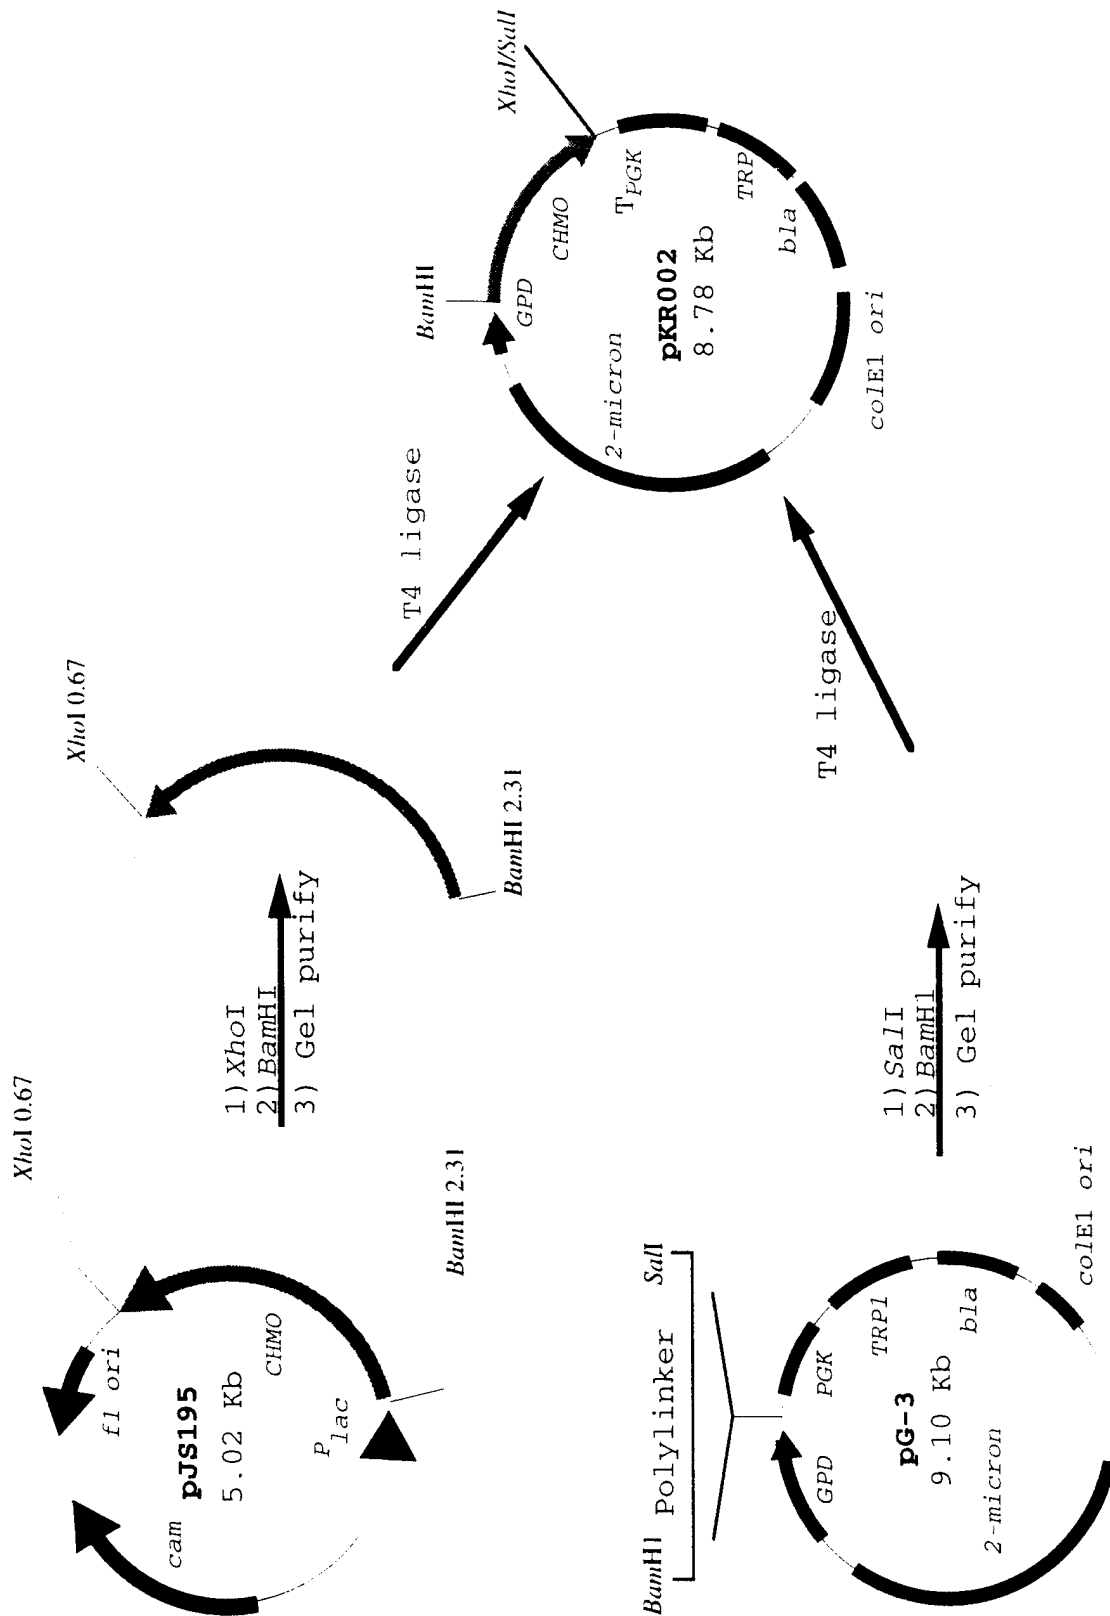 XhoI 0.67
f1 ori
cam
pJS195
5.02 Kb
CHMO
Plac
BamHI 2.31
1) XhoI
2) BamHI
3) Gel purify
XhoI 0.67
BamHI 2.31
T4 ligase
BamHI Polylinker SalI
GPD
PGK
TRP1
pG-3
9.10 Kb
bla
2-micron
colE1 ori
1) SalI
2) BamH1
3) Gel purify
T4 ligase
BamHI
XhoI/SalI
GPD
CHMO
TPGK
2-micron
pKR002
8.78 Kb
TRP
bla
colE1 ori